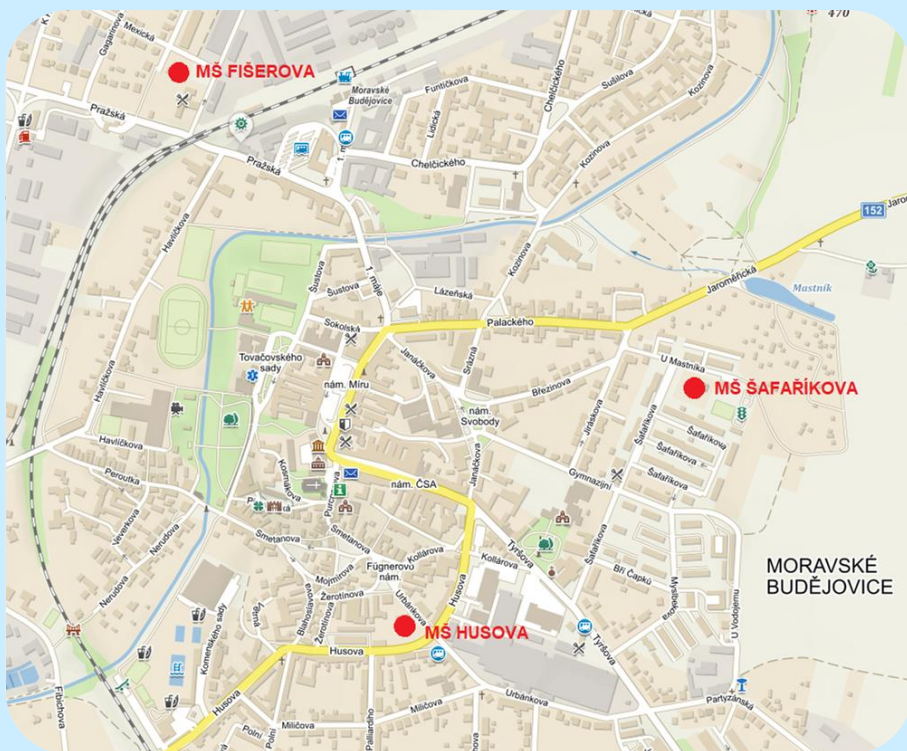 470
Mexická
Gagarinova
MŠ FIŠEROVA
Pražská
Moravské
Budějovice
Funtíčkova
Lidická
Chelčického
Sušilova
Kozinova
Kozinova
Pražská
Chelčického
Havlíčkova
152
Jaroměřická
Mastník
Kozinova
1. máje
Šustova
Šustova
Lázeňská
Sokolská
Palackého
Tovačovského
sady
Janáčkova
Srázná
U Mastníka
nám. Míru
Březinova
MŠ ŠAFAŘÍKOVA
Havlíčkova
nám.
Svobody
Jiráskova
Šafaříkova
Šafaříkova
Šafaříkova
Šafaříkova
Havlíčkova
Peroutka
Kosmákova
nám. ČSA
Janáčkova
Gymnazijní
Purcnerova
Veverkova
Nerudova
Smetanova
Smetanova
Kollárova
Kollárova
Tyršova
Šafaříkova
Fügnerovo
nám.
Mojmírova
Bří Čapků
MORAVSKÉ
BUDĚJOVICE
Nerudova
Žerotínova
Žerotínova
Blahoslavova
Urbánkova
Husova
Myslbekova
U Vodojemu
MŠ HUSOVA
Komenského sady
Husova
Tyršova
Husova
Urbánkova
Partyzánská
Fibichova
Polní
Polní
Miličova
Palliardiho
Miličova